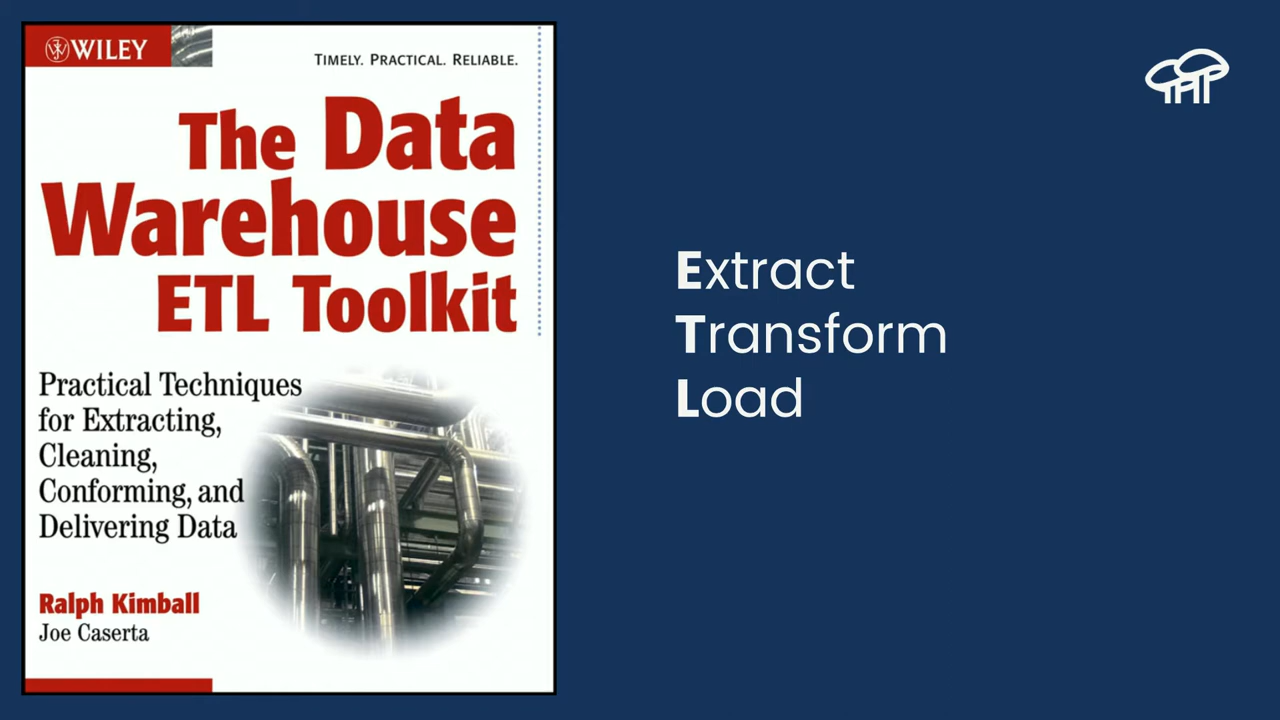 WILEY
TIMELY. PRACTICAL. RELIABLE.
The Data
Warehouse
ETL Toolkit
Practical Techniques
for Extracting,
Cleaning,
Conforming, and
Delivering Data
Ralph Kimball
Joe Caserta
Extract
Transform
Load